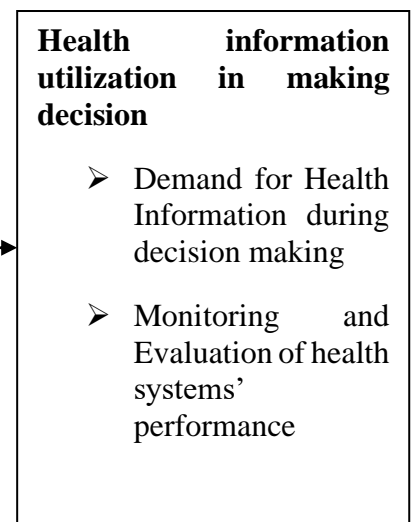 Health information
utilization in making
decision
➢ Demand for Health
Information during
decision making
➢ Monitoring and
Evaluation of health
systems’
performance